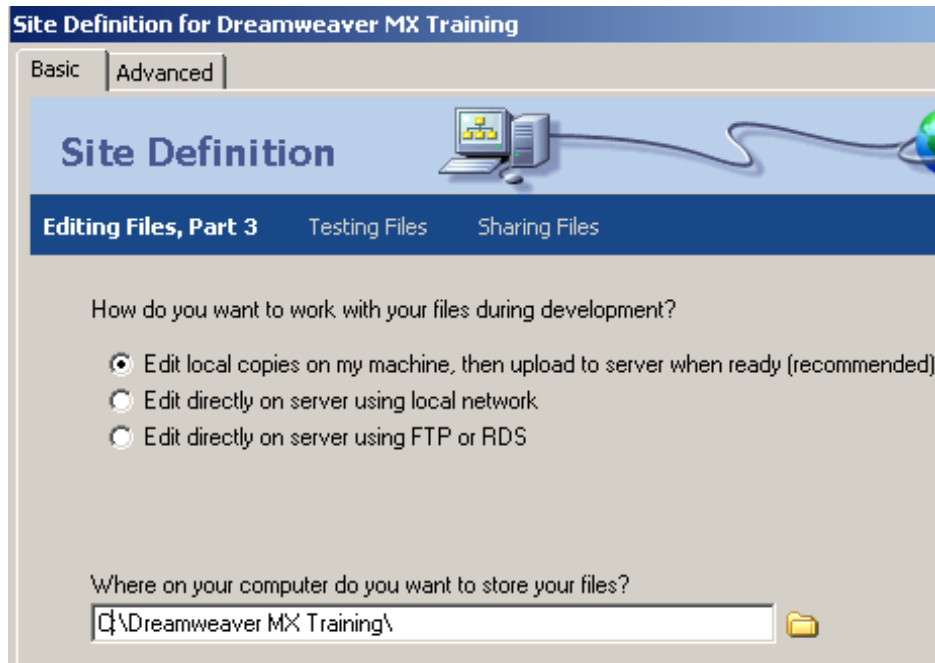 Site Definition for Dreamweaver MX Training
Basic Advanced
Site Definition
Editing Files, Part 3 Testing Files Sharing Files
How do you want to work with your files during development?
Edit local copies on my machine, then upload to server when ready (recommended)
Edit directly on server using local network
Edit directly on server using FTP or RDS
Where on your computer do you want to store your files?
C:\Dreamweaver MX Training\